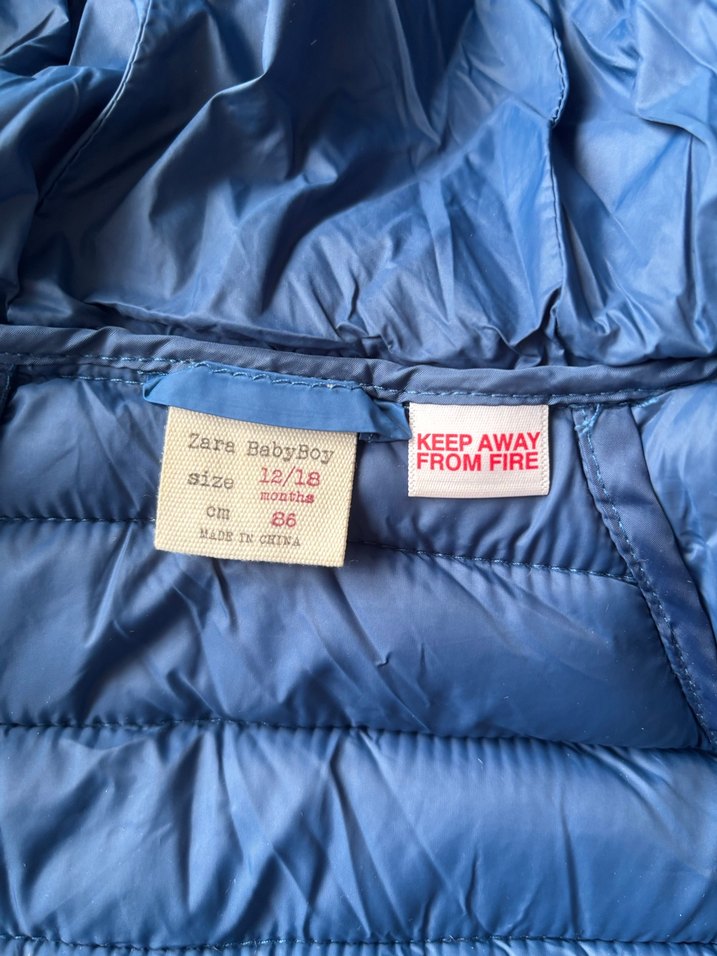 Zara BabyBoy
size 12/18
months
cm 86
MADE IN CHINA
KEEP AWAY
FROM FIRE